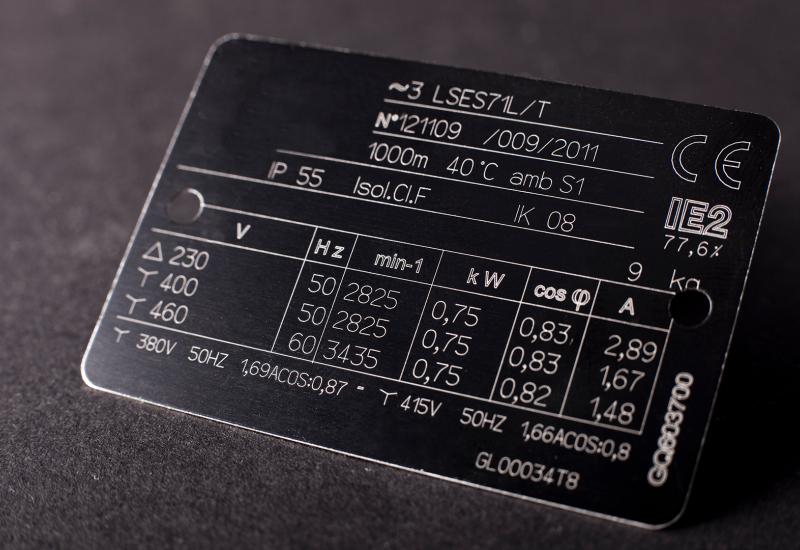 ~3 LSES71L/T
N°121109 /009/2011
CE
1000m 40°C amb S1
IP 55 Isol.Cl.F IK 08
IE2
77,6%
9 kg
V Hz min-1 kW cos φ A
Δ 230 50 2825 0,75 0,83 2,89
Y 400 50 2825 0,75 0,83 1,67
Y 460 60 3435 0,75 0,82 1,48
Y 380V 50HZ 1,69ACOS:0,87 - Y 415V 50HZ 1,66ACOS:0,8
GL00034T8
GQ603700